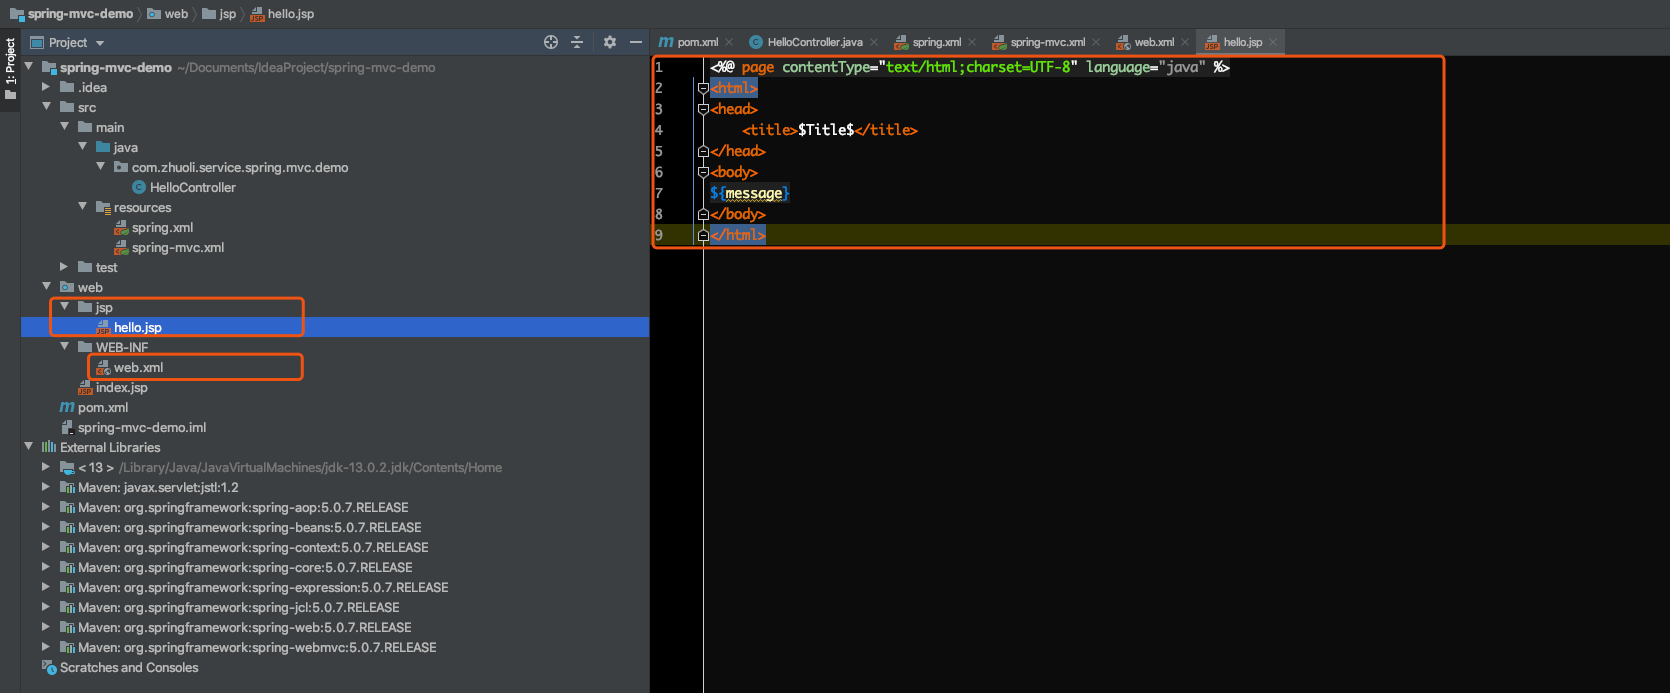 spring-mvc-demo web jsp hello.jsp
1: Project
Project
spring-mvc-demo ~/Documents/IdeaProject/spring-mvc-demo
.idea
src
main
java
com.zhuoli.service.spring.mvc.demo
HelloController
resources
spring.xml
spring-mvc.xml
test
web
jsp
hello.jsp
WEB-INF
web.xml
index.jsp
pom.xml
spring-mvc-demo.iml
External Libraries
< 13 > /Library/Java/JavaVirtualMachines/jdk-13.0.2.jdk/Contents/Home
Maven: javax.servlet:jstl:1.2
Maven: org.springframework:spring-aop:5.0.7.RELEASE
Maven: org.springframework:spring-beans:5.0.7.RELEASE
Maven: org.springframework:spring-context:5.0.7.RELEASE
Maven: org.springframework:spring-core:5.0.7.RELEASE
Maven: org.springframework:spring-expression:5.0.7.RELEASE
Maven: org.springframework:spring-jcl:5.0.7.RELEASE
Maven: org.springframework:spring-web:5.0.7.RELEASE
Maven: org.springframework:spring-webmvc:5.0.7.RELEASE
Scratches and Consoles
pom.xml HelloController.java spring.xml spring-mvc.xml web.xml hello.jsp
1 <%@ page contentType="text/html;charset=UTF-8" language="java" %>
2 <html>
3 <head>
4 <title>$Title$</title>
5 </head>
6 <body>
7 ${message}
8 </body>
9 </html>